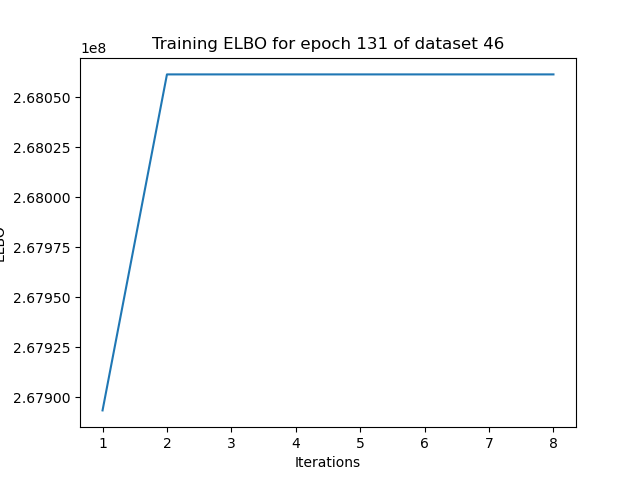 Training ELBO for epoch 131 of dataset 46
1e8
2.68050
2.68025
2.68000
2.67975
2.67950
2.67925
2.67900
ELBO
1 2 3 4 5 6 7 8
Iterations